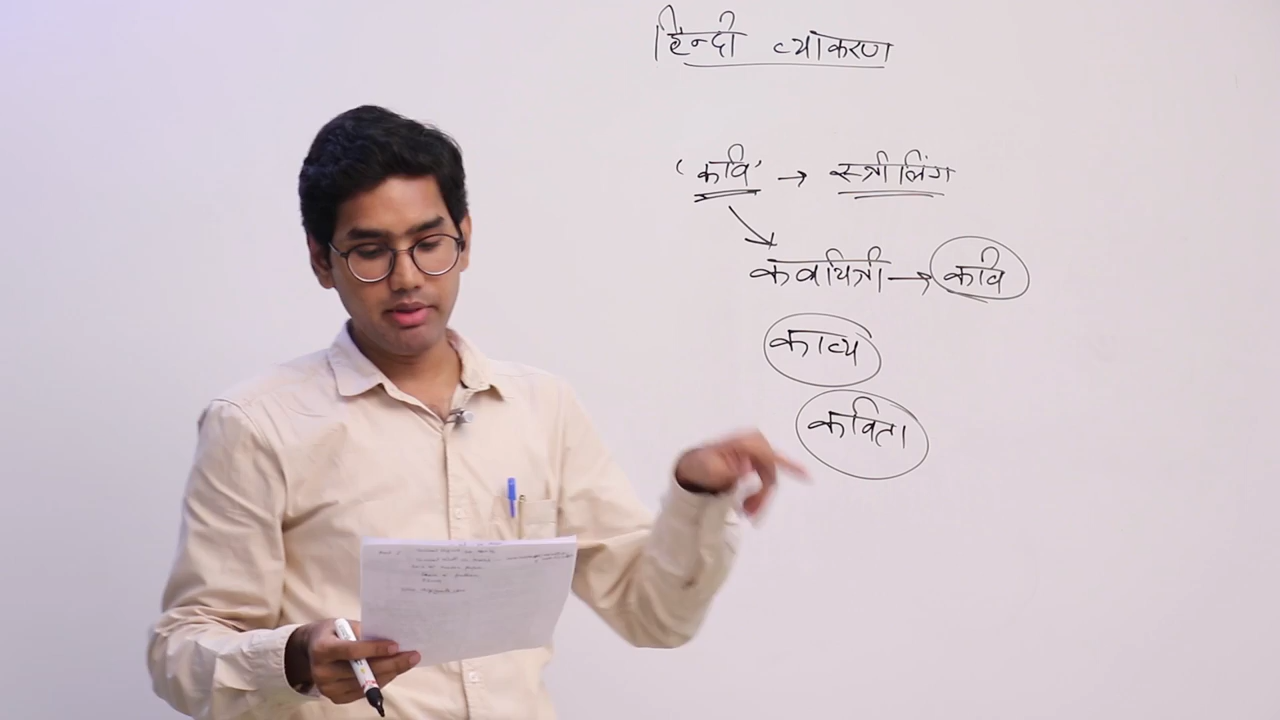 हिन्दी व्याकरण
'कवि' → स्त्रीलिंग
कवयित्री → कवि
काव्य
कविता